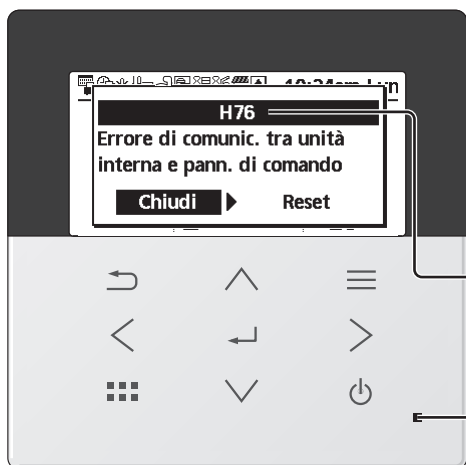 H76
Errore di comunic. tra unità
interna e pann. di comando
Chiudi Reset